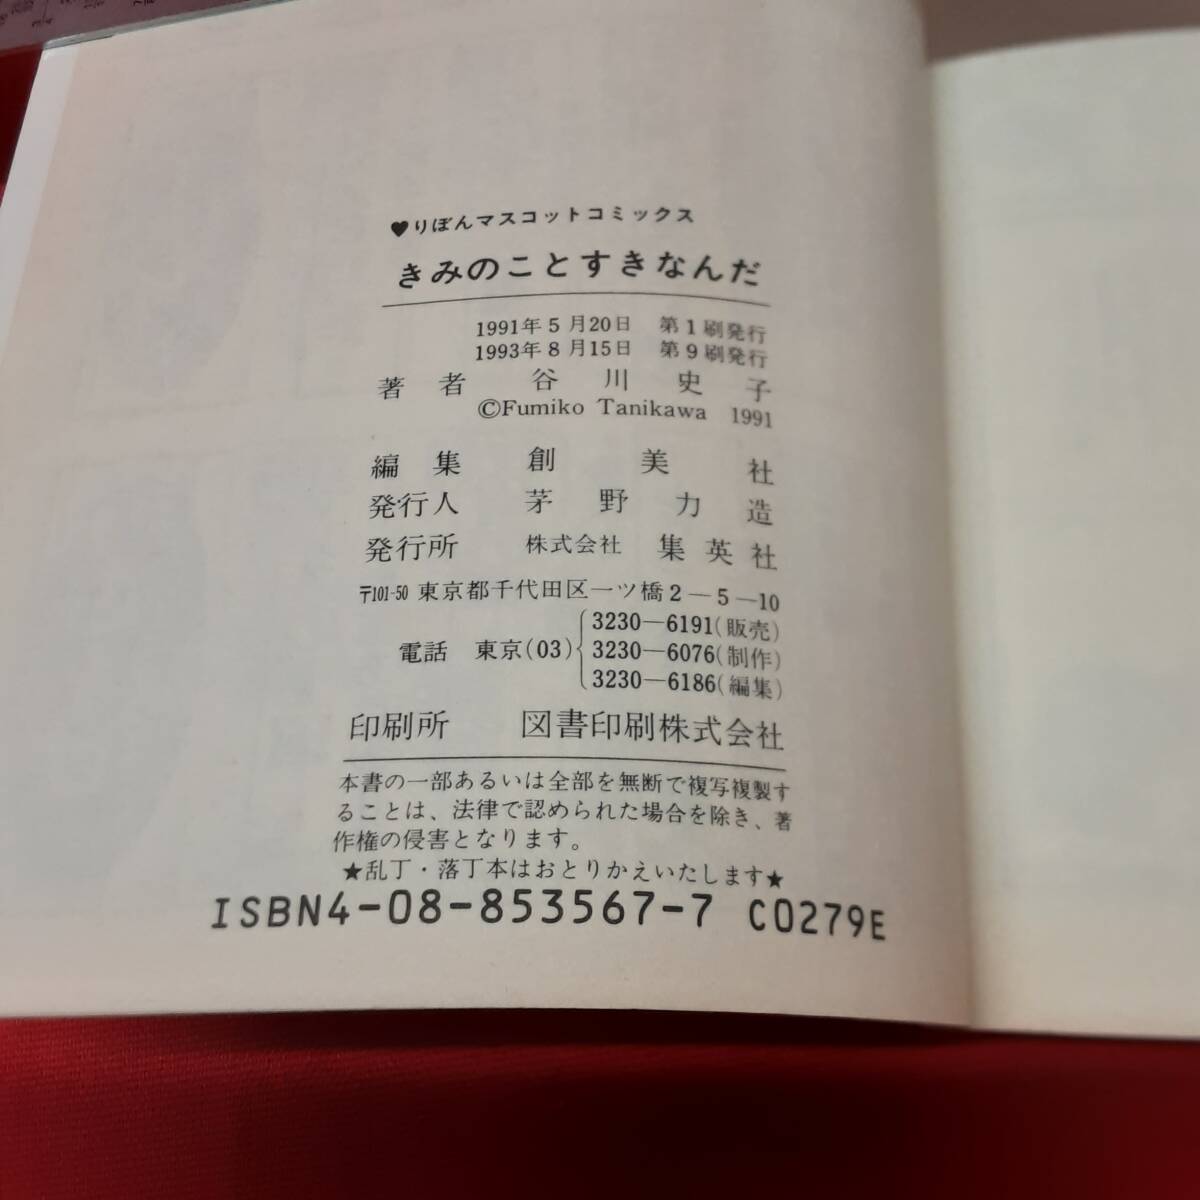 ♥りぼんマスコットコミックス
きみのことすきなんだ
1991年5月20日 第1刷発行
1993年8月15日 第9刷発行
著者 谷川史子
©Fumiko Tanikawa 1991
編集 創美社
発行人 茅野力造
発行所 株式会社 集英社
〒101-50 東京都千代田区一ツ橋2—5—10
電話 東京(03) 3230—6191(販売)
3230—6076(制作)
3230—6186(編集)
印刷所 図書印刷株式会社
本書の一部あるいは全部を無断で複写複製す
ることは、法律で認められた場合を除き、著
作権の侵害となります。
★乱丁・落丁本はおとりかえいたします★
ISBN4-08-853567-7 C0279E